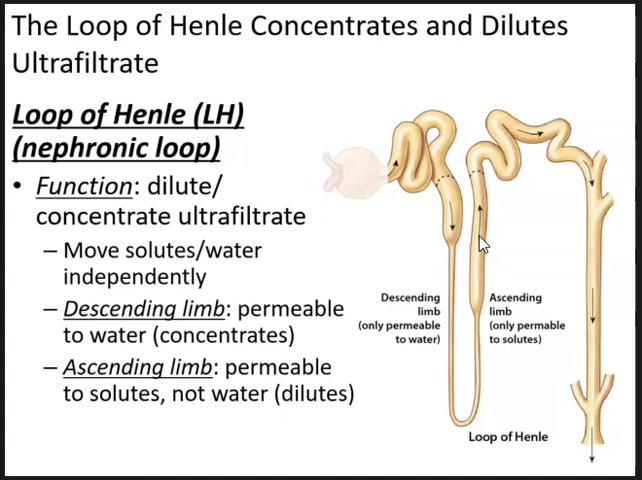 The Loop of Henle Concentrates and Dilutes
Ultrafiltrate
Loop of Henle (LH)
(nephronic loop)
• Function: dilute/
concentrate ultrafiltrate
– Move solutes/water
independently
– Descending limb: permeable
to water (concentrates)
– Ascending limb: permeable
to solutes, not water (dilutes)
Descending
limb
(only permeable
to water)
Ascending
limb
(only permable
to solutes)
Loop of Henle